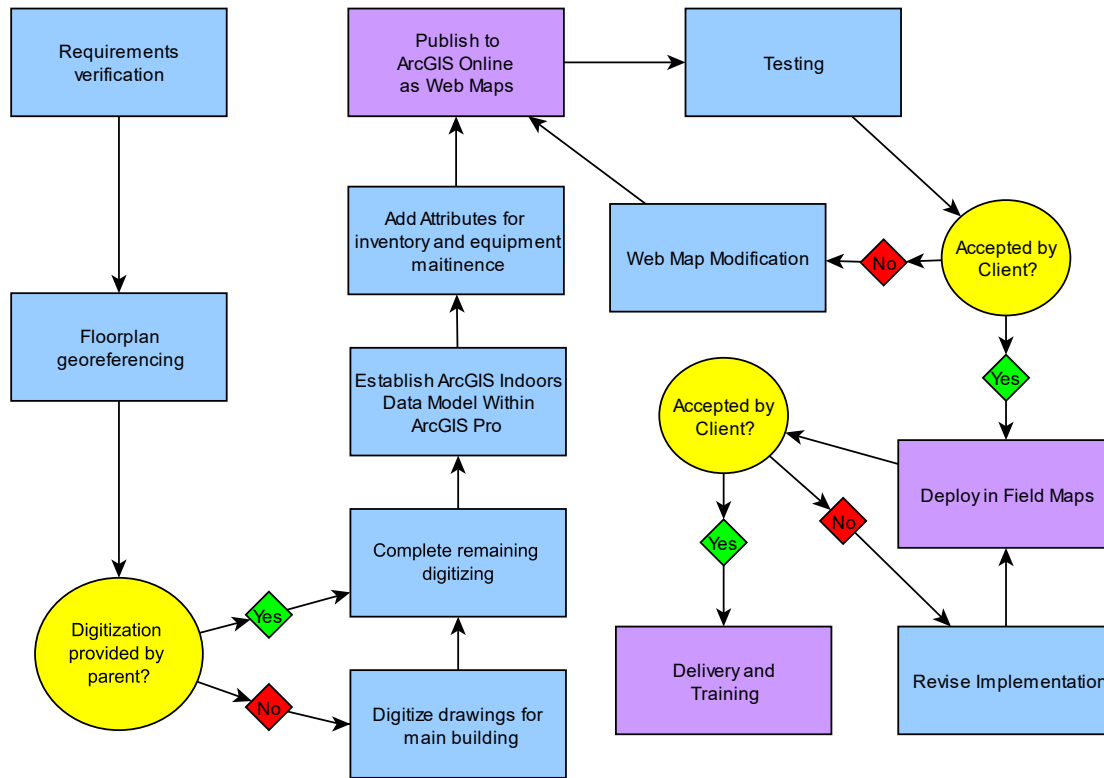 Requirements
verification
Floorplan
georeferencing
Digitization
provided by
parent?
Yes
No
Digitize drawings for
main building
Complete remaining
digitizing
Establish ArcGIS Indoors
Data Model Within
ArcGIS Pro
Add Attributes for
inventory and equipment
maitinence
Publish to
ArcGIS Online
as Web Maps
Testing
Accepted by
Client?
No
Web Map Modification
Yes
Deploy in Field Maps
Accepted by
Client?
No
Revise Implementation
Yes
Delivery and
Training